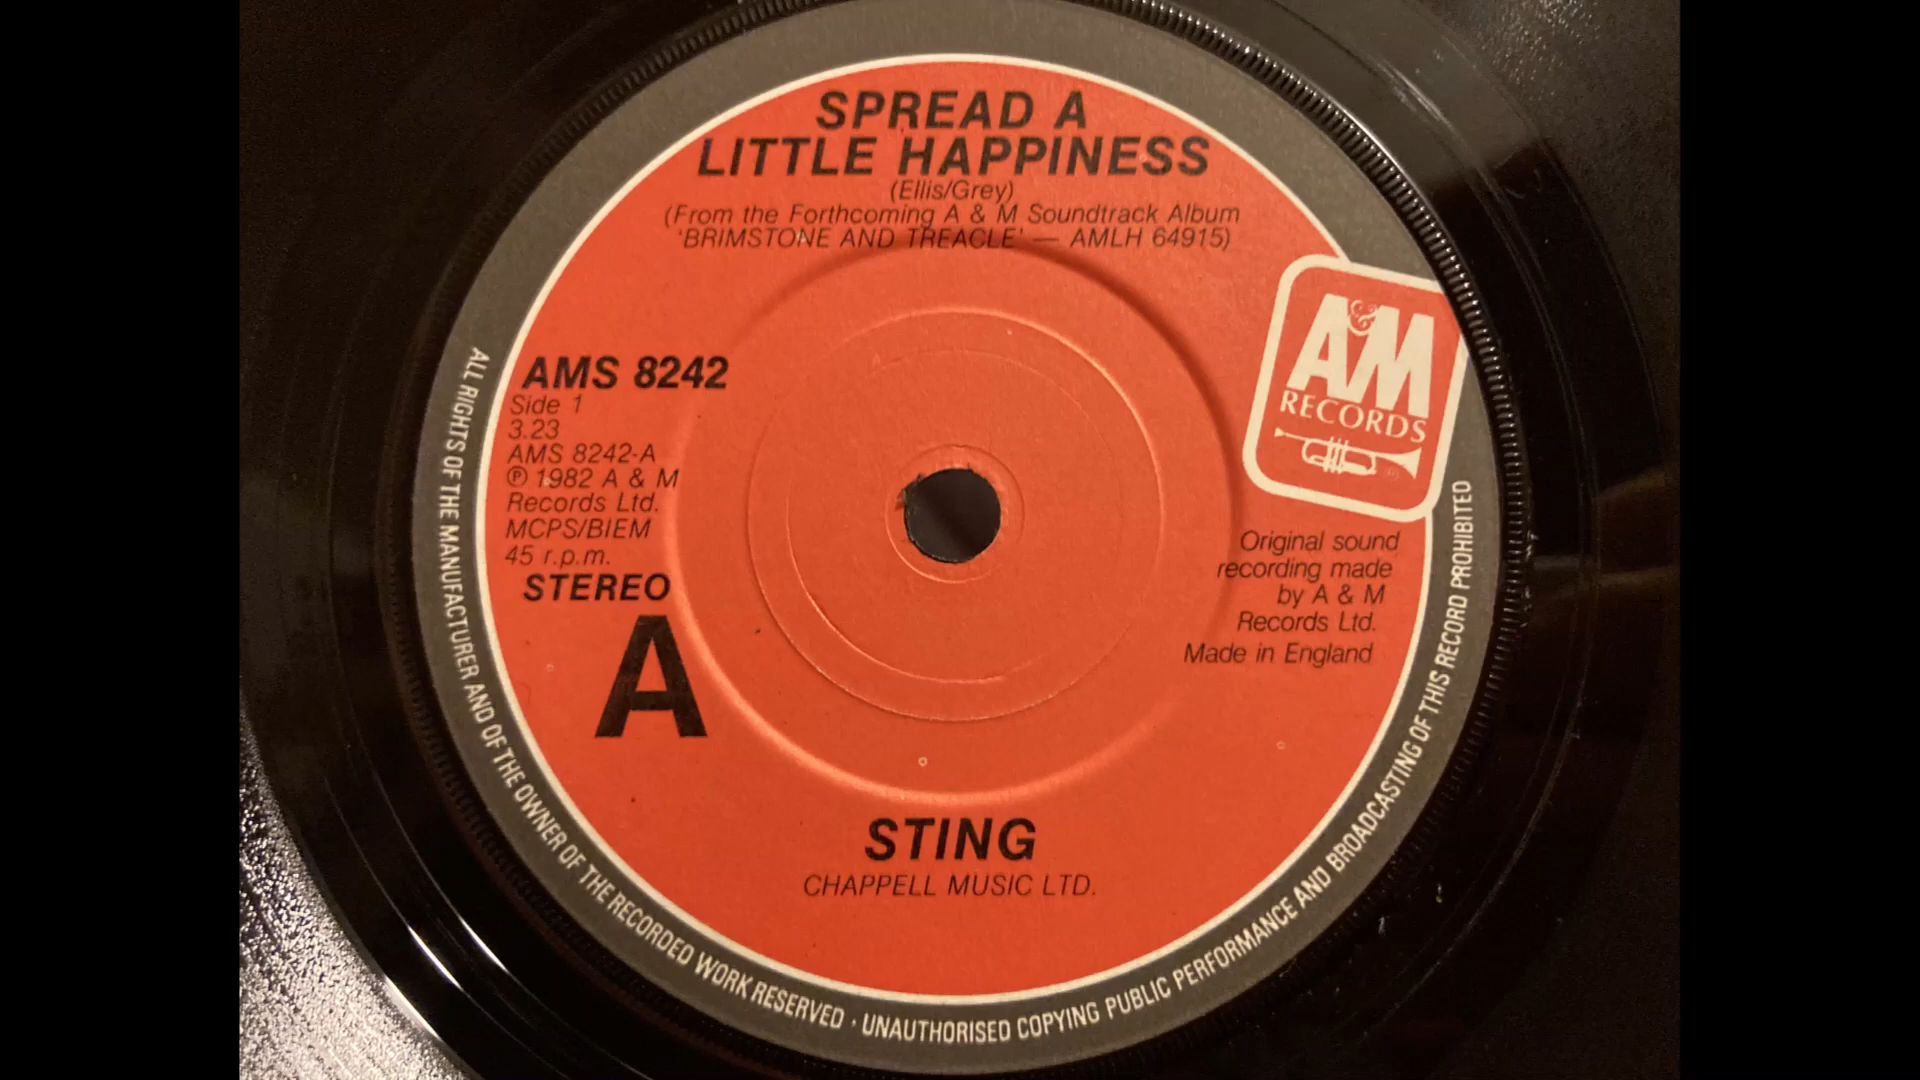 SPREAD A
LITTLE HAPPINESS
(Ellis/Grey)
(From the Forthcoming A & M Soundtrack Album
'BRIMSTONE AND TREACLE' — AMLH 64915)
A&M
RECORDS
AMS 8242
Side 1
3.23
AMS 8242-A
℗ 1982 A & M
Records Ltd.
MCPS/BIEM
45 r.p.m.
STEREO
A
Original sound
recording made
by A & M
Records Ltd.
Made in England
STING
CHAPPELL MUSIC LTD.
ALL RIGHTS OF THE MANUFACTURER AND OF THE OWNER OF THE RECORDED WORK RESERVED · UNAUTHORISED COPYING PUBLIC PERFORMANCE AND BROADCASTING OF THIS RECORD PROHIBITED